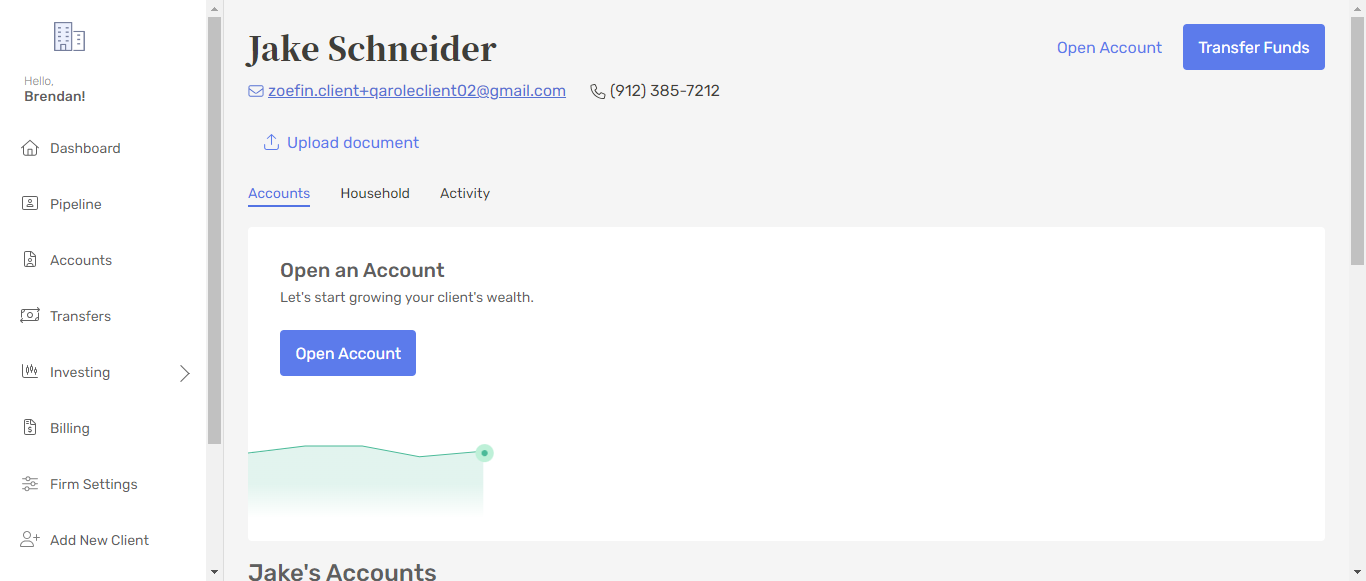 Hello,
Brendan!
Dashboard
Pipeline
Accounts
Transfers
Investing
Billing
Firm Settings
Add New Client
Jake Schneider
Open Account
Transfer Funds
zoefin.client+qaroleclient02@gmail.com
(912) 385-7212
Upload document
Accounts Household Activity
Open an Account
Let's start growing your client's wealth.
Open Account
Jake's Accounts